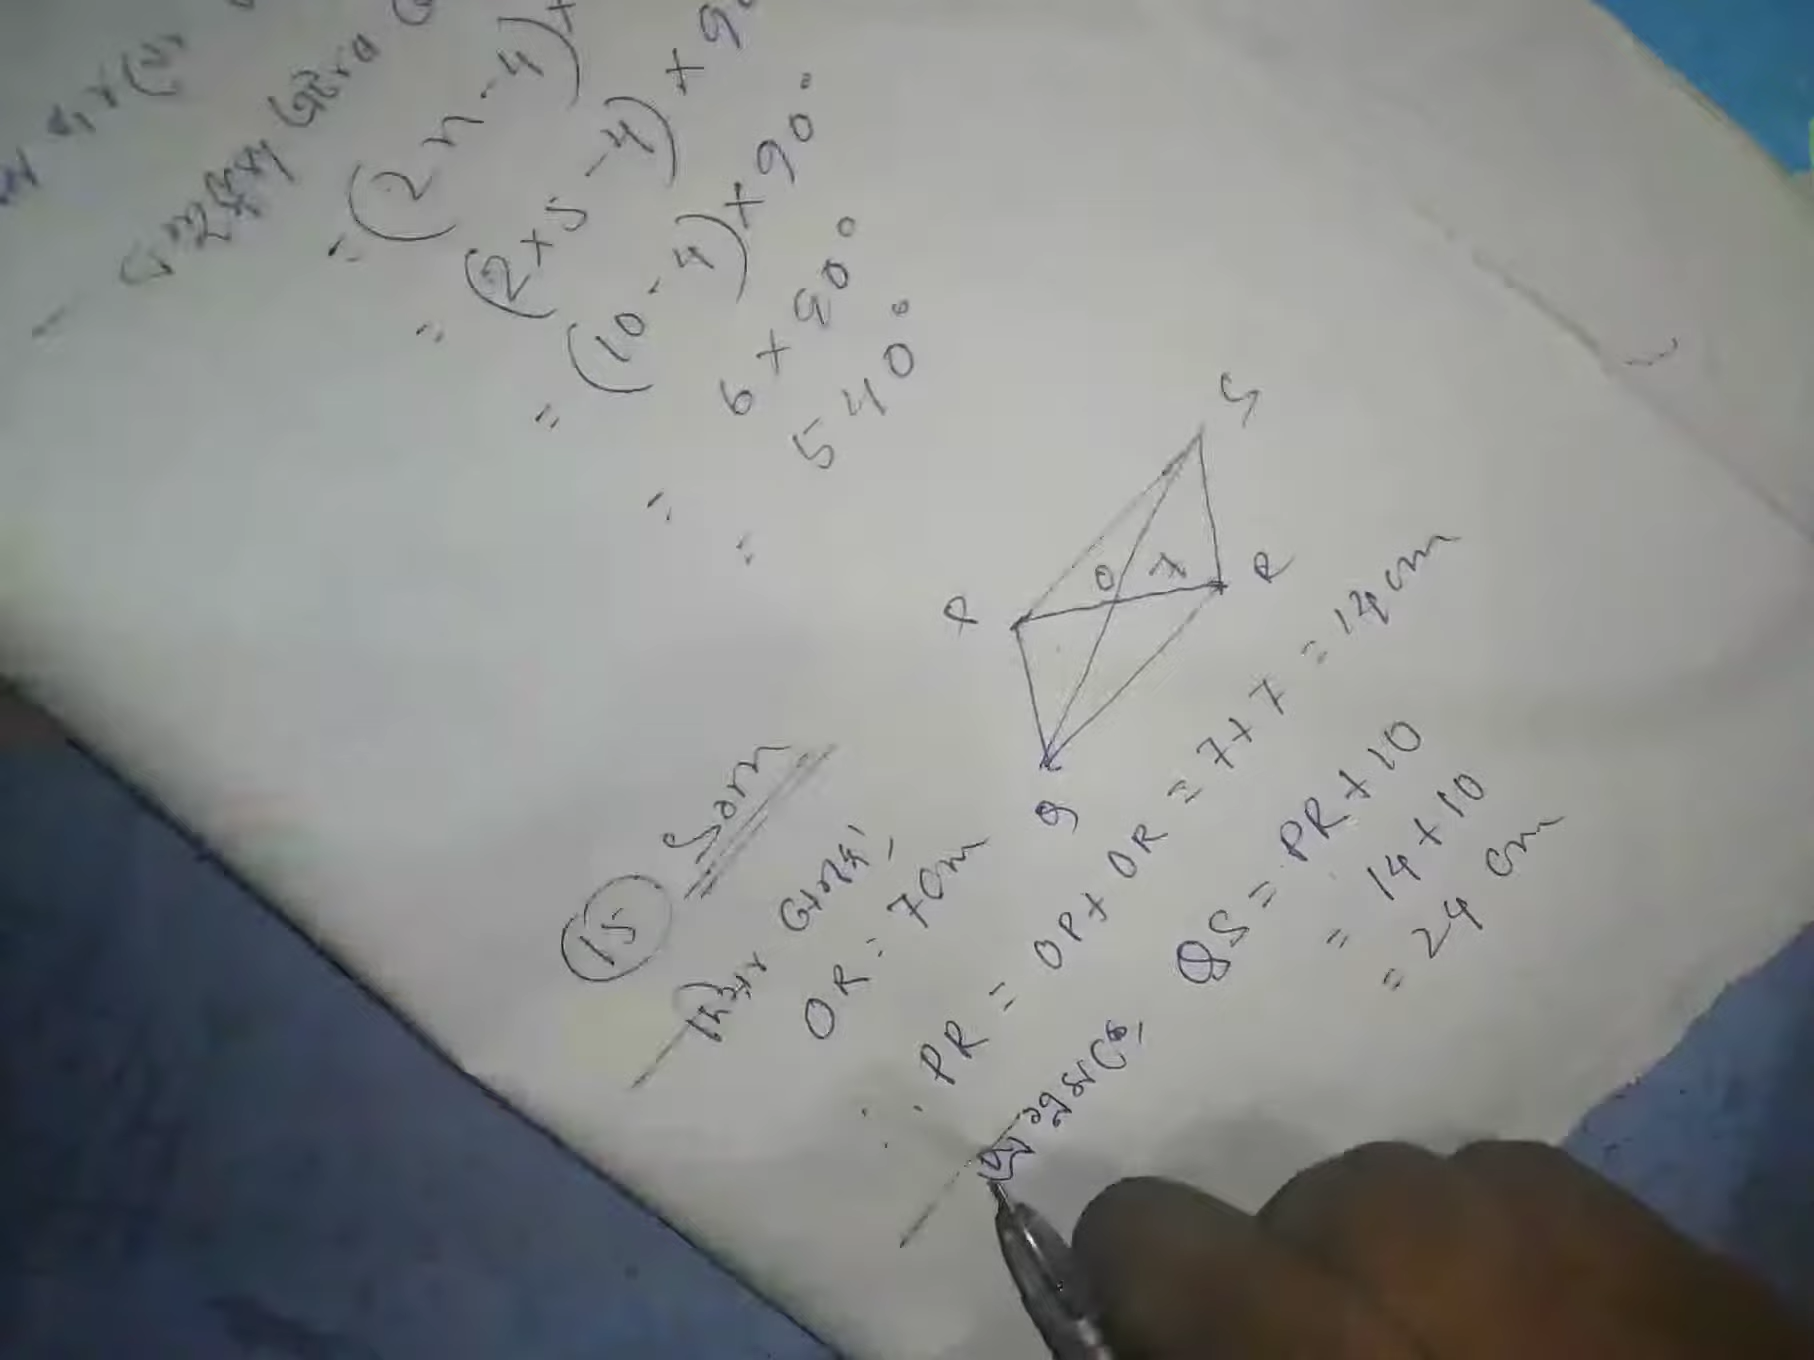 = (2n-4)×
= (2×5-4)×9
= (10-4)×90°
= 6×90°
= 540°
S
P
O
7
R
Q
15
OR = 7cm
∴ PR = OP+OR = 7+7 = 14cm
QS = PR+10
= 14+10
= 24 cm